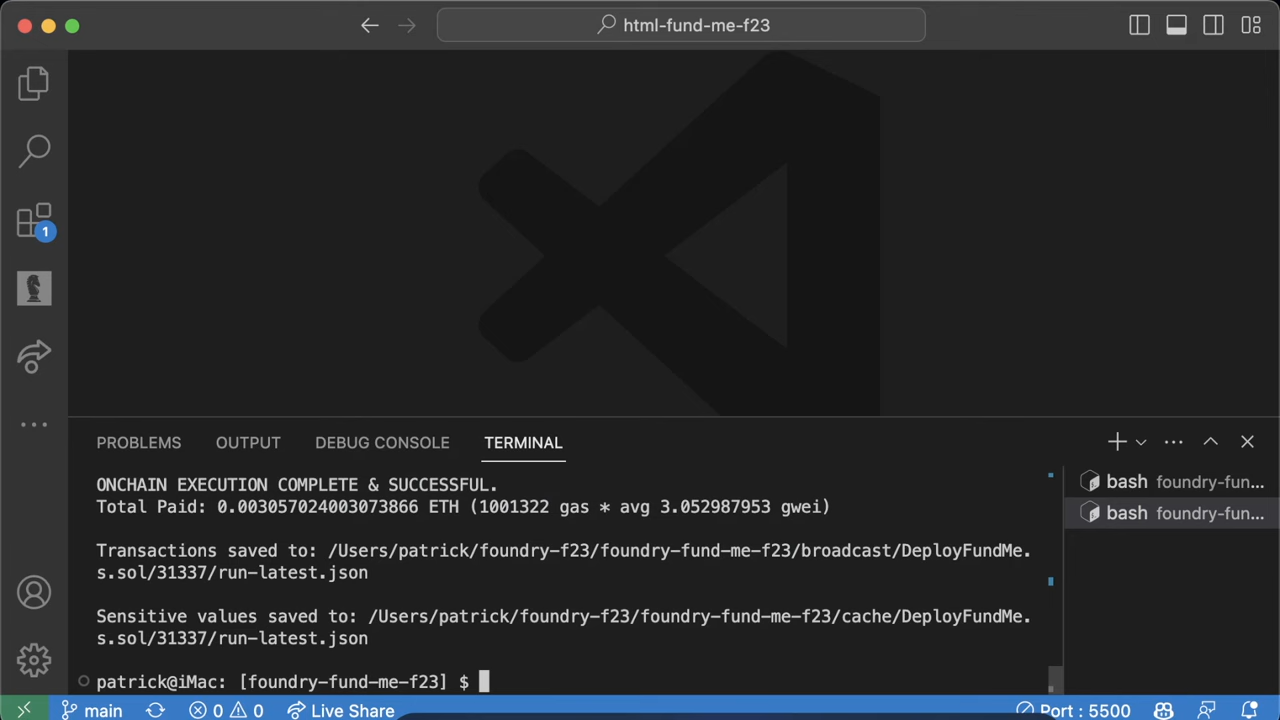 html-fund-me-f23
1
PROBLEMS OUTPUT DEBUG CONSOLE TERMINAL
ONCHAIN EXECUTION COMPLETE & SUCCESSFUL.
Total Paid: 0.003057024003073866 ETH (1001322 gas * avg 3.052987953 gwei)
Transactions saved to: /Users/patrick/foundry-f23/foundry-fund-me-f23/broadcast/DeployFundMe.
s.sol/31337/run-latest.json
Sensitive values saved to: /Users/patrick/foundry-f23/foundry-fund-me-f23/cache/DeployFundMe.
s.sol/31337/run-latest.json
patrick@iMac: [foundry-fund-me-f23] $
bash foundry-fun...
bash foundry-fun...
main 0 0 Live Share Port : 5500